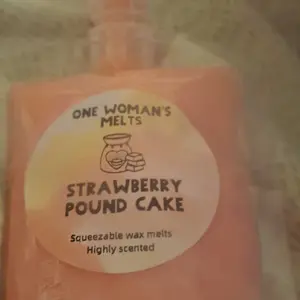 ONE WOMAN'S
MELTS
STRAWBERRY
POUND CAKE
Squeezable wax melts
Highly scented